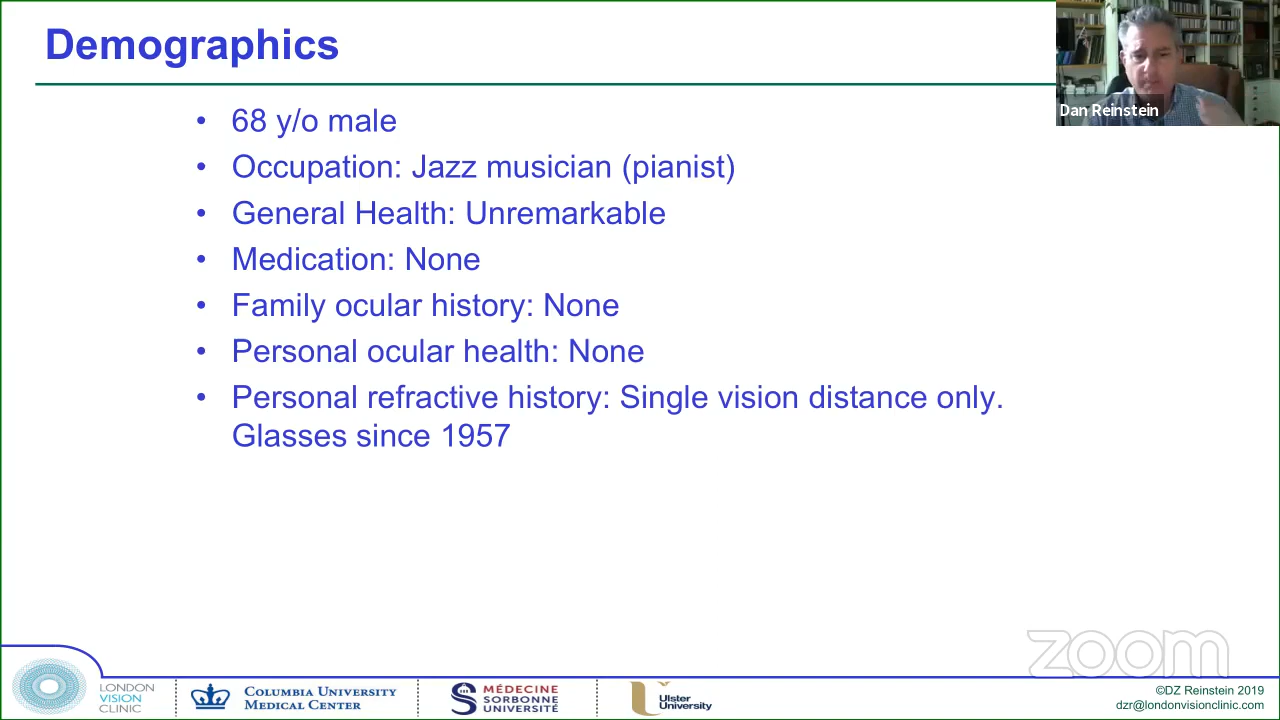 Demographics
Dan Reinstein
• 68 y/o male
• Occupation: Jazz musician (pianist)
• General Health: Unremarkable
• Medication: None
• Family ocular history: None
• Personal ocular health: None
• Personal refractive history: Single vision distance only.
Glasses since 1957
zoom
LONDON
VISION
CLINIC
COLUMBIA UNIVERSITY
MEDICAL CENTER
MÉDECINE
SORBONNE
UNIVERSITÉ
Ulster
University
©DZ Reinstein 2019
dzr@londonvisionclinic.com